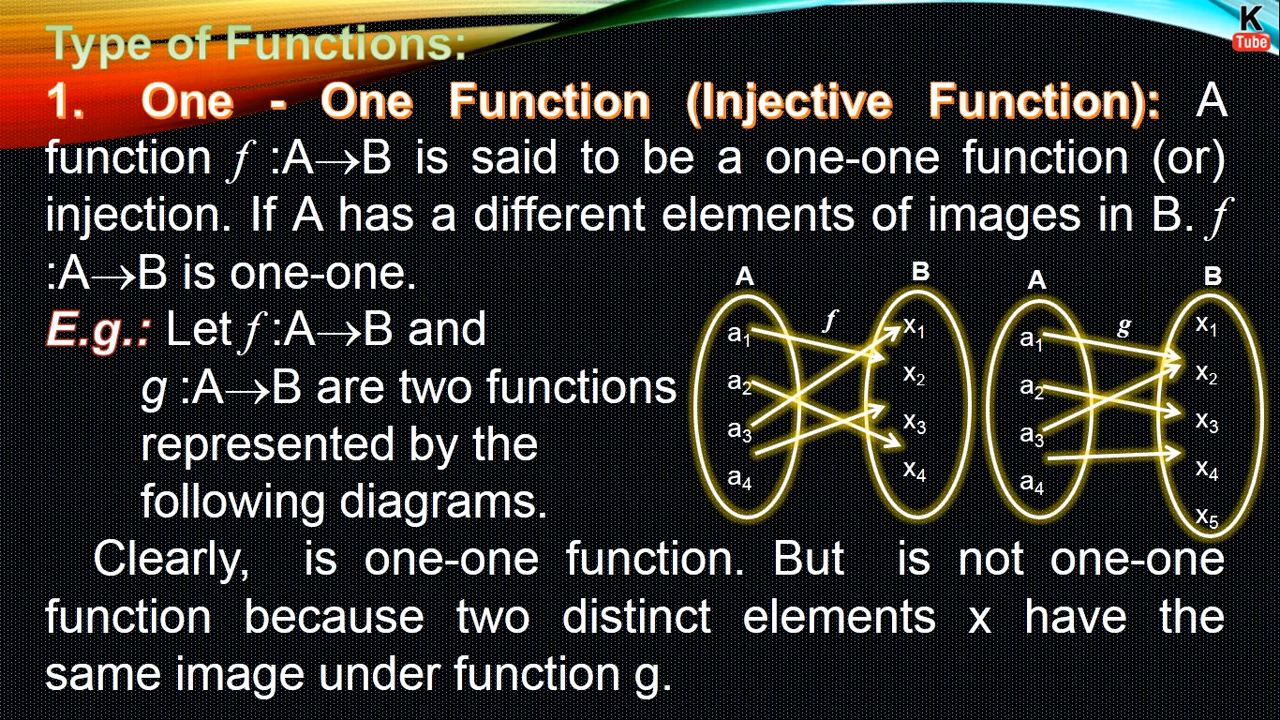 K
Tube
Type of Functions:
1. One - One Function (Injective Function): A
function f :A→B is said to be a one-one function (or)
injection. If A has a different elements of images in B. f
:A→B is one-one.
E.g.: Let f :A→B and
g :A→B are two functions
represented by the
following diagrams.
A B A B
f g
a₁ x₁ a₁ x₁
a₂ x₂ a₂ x₂
a₃ x₃ a₃ x₃
a₄ x₄ a₄ x₄
x₅
Clearly, is one-one function. But is not one-one
function because two distinct elements x have the
same image under function g.